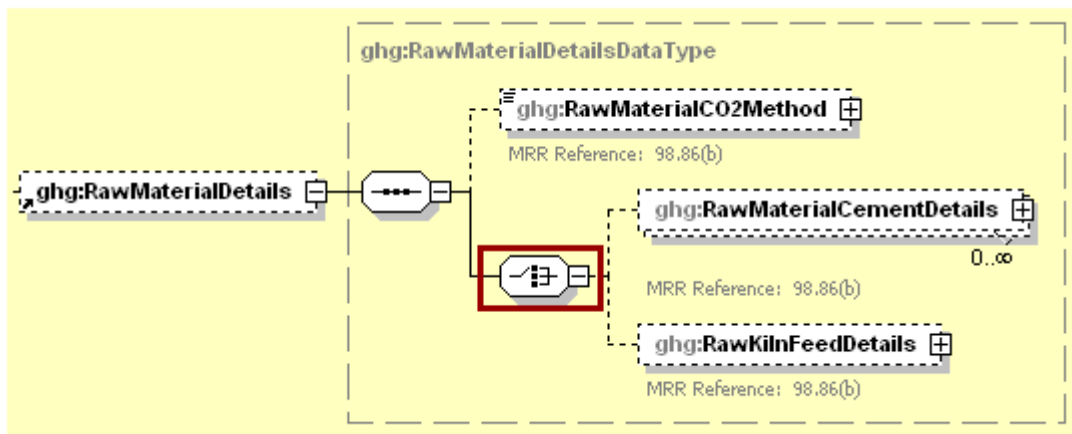 ghg:RawMaterialDetailsDataType
ghg:RawMaterialCO2Method
MRR Reference: 98.86(b)
ghg:RawMaterialDetails
ghg:RawMaterialCementDetails
0..∞
MRR Reference: 98.86(b)
ghg:RawKilnFeedDetails
MRR Reference: 98.86(b)